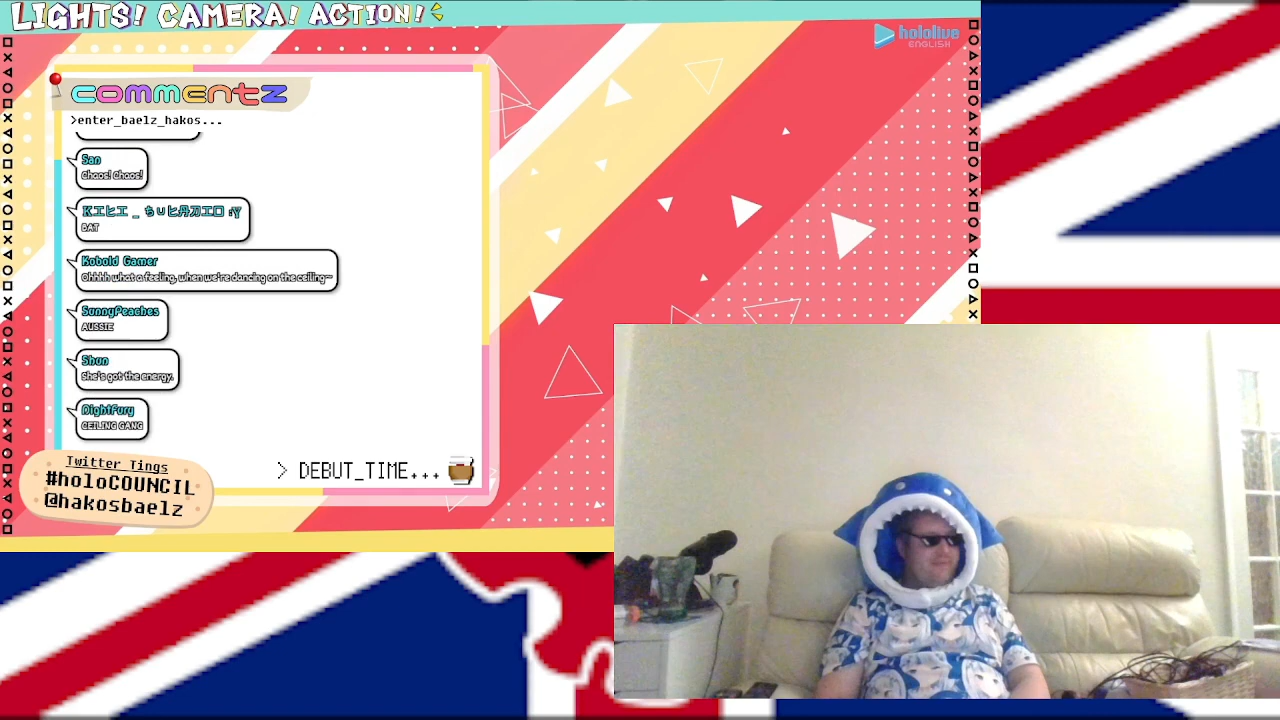 LIGHTS! CAMERA! ACTION!
hololive
ENGLISH
COMMENTZ
>enter_baelz_hakos...
San
Chaos! Chaos!
BAT
Kobold Gamer
Ohhhh what a feeling, when we're dancing on the ceiling~
SunnyPeaches
AUSSIE
Shun
She's got the energy.
NightFury
CEILING GANG
> DEBUT_TIME...
Twitter Tings
#holoCOUNCIL
@hakosbaelz